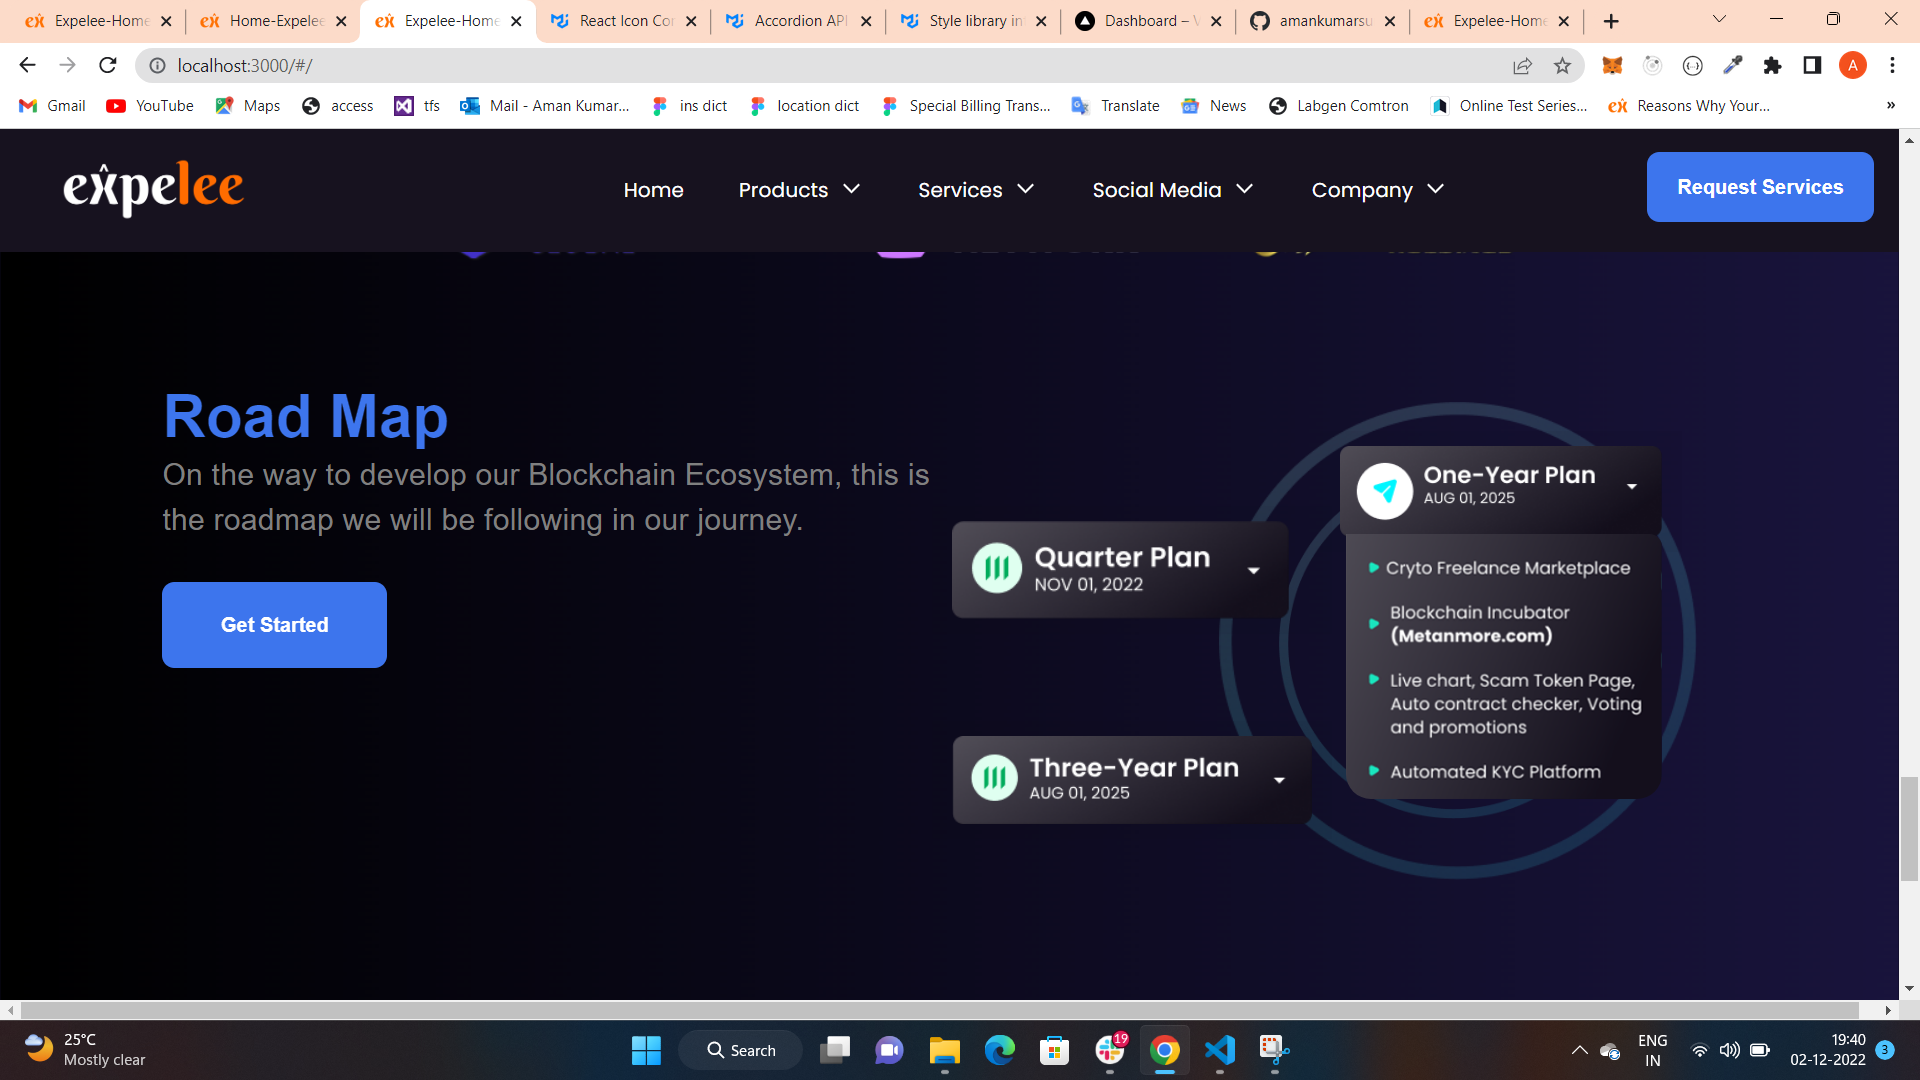 Expelee-Home
Home-Expelee
Expelee-Home
React Icon Cor
Accordion API
Style library in
Dashboard – V
amankumarsu
Expelee-Home
localhost:3000/#/
A
Gmail
YouTube
Maps
access
tfs
Mail - Aman Kumar...
ins dict
location dict
Special Billing Trans...
Translate
News
Labgen Comtron
Online Test Series...
Reasons Why Your...
»
expelee
Home
Products
Services
Social Media
Company
Request Services
Road Map
On the way to develop our Blockchain Ecosystem, this is
the roadmap we will be following in our journey.
Get Started
Quarter Plan
NOV 01, 2022
Three-Year Plan
AUG 01, 2025
One-Year Plan
AUG 01, 2025
Cryto Freelance Marketplace
Blockchain Incubator
(Metanmore.com)
Live chart, Scam Token Page,
Auto contract checker, Voting
and promotions
Automated KYC Platform
25°C
Mostly clear
Search
19
ENG
IN
19:40
02-12-2022
3